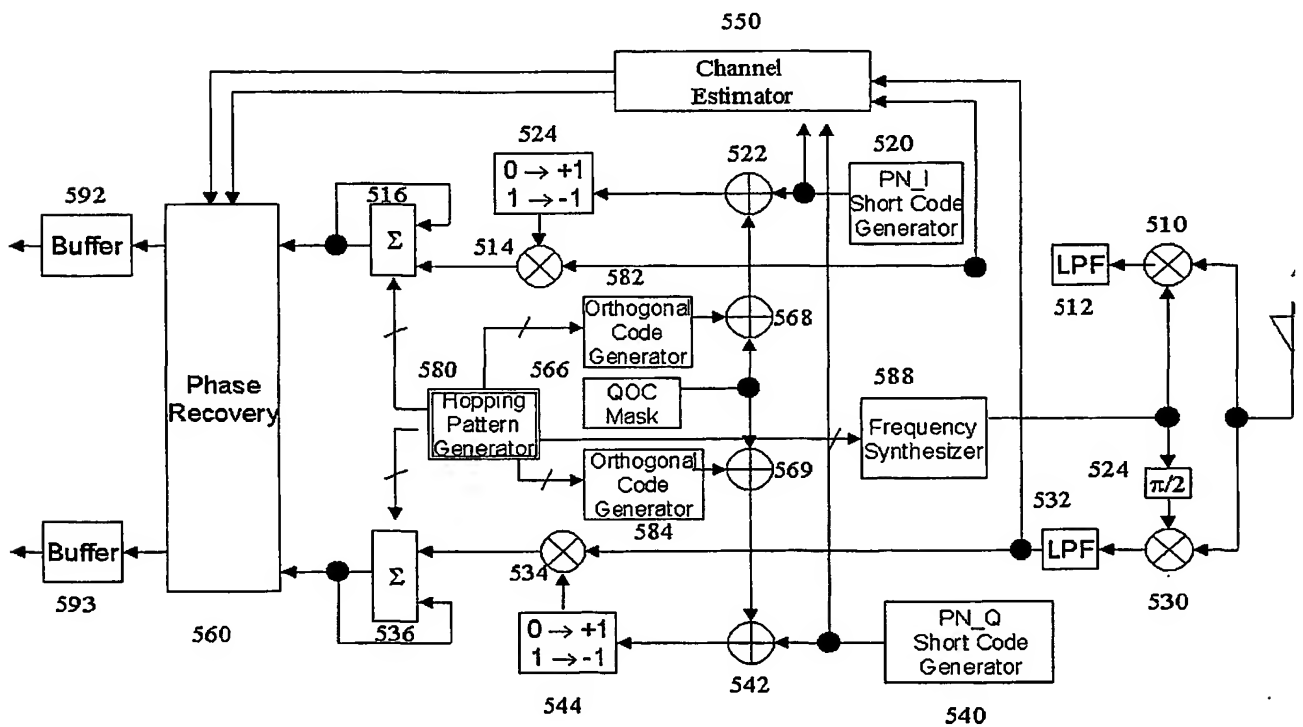 550
Channel
Estimator
524
0 → +1
1 → -1
522
520
PN_I
Short Code
Generator
592
Buffer
516
Σ
514
510
LPF
512
582
Orthogonal
Code
Generator
568
580
566
QOC
Mask
588
Phase
Recovery
Hopping
Pattern
Generator
Frequency
Synthesizer
569
524
π/2
Orthogonal
Code
Generator
584
532
LPF
Buffer
593
560
Σ
536
534
530
0 → +1
1 → -1
544
542
PN_Q
Short Code
Generator
540